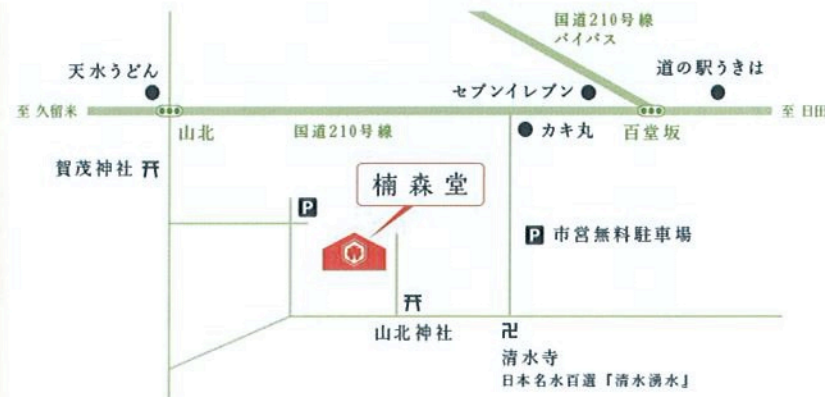 国道210号線
バイパス
天水うどん
道の駅うきは
セブンイレブン
至 久留米
至 日田
山北
国道210号線
カキ丸
百堂坂
賀茂神社
楠森堂
P
P 市営無料駐車場
山北神社
清水寺
日本名水百選『清水湧水』